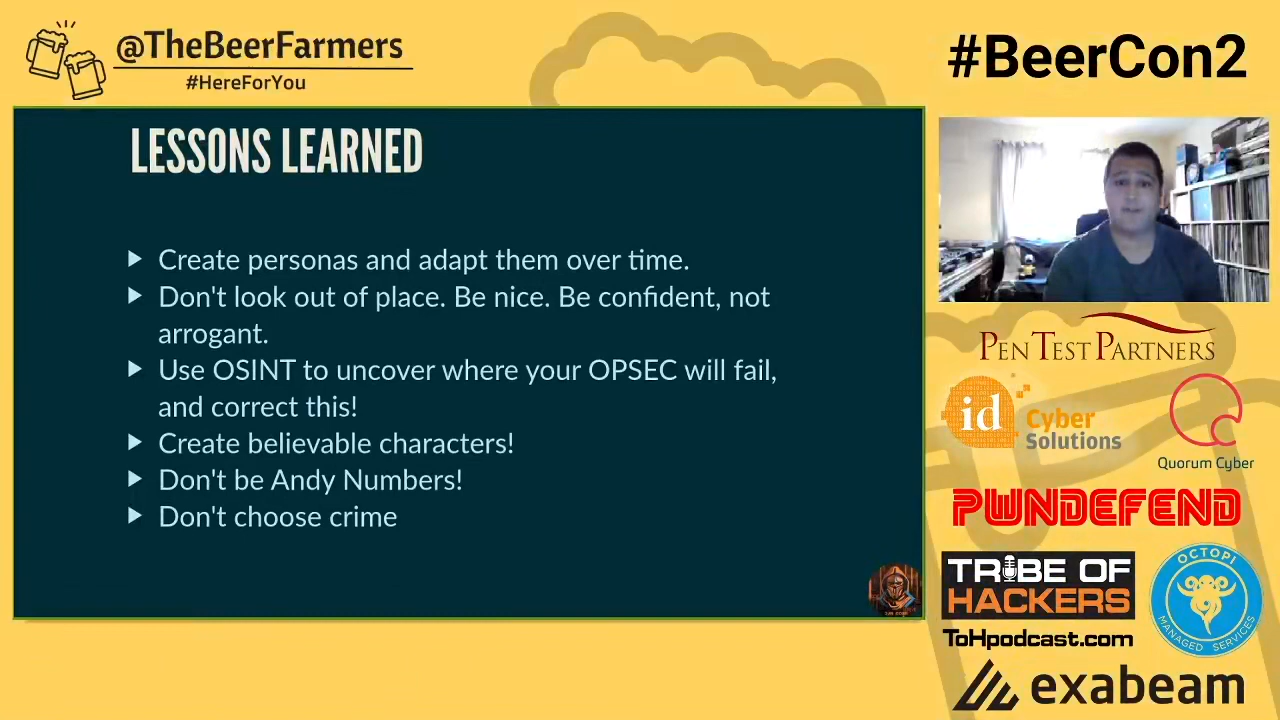 @TheBeerFarmers
#HereForYou
#BeerCon2
LESSONS LEARNED
Create personas and adapt them over time.
Don't look out of place. Be nice. Be confident, not
arrogant.
Use OSINT to uncover where your OPSEC will fail,
and correct this!
Create believable characters!
Don't be Andy Numbers!
Don't choose crime
PEN TEST PARTNERS
id Cyber
Solutions
Quorum Cyber
PWNDEFEND
TRIBE OF
HACKERS
ToHpodcast.com
OCTOPI
MANAGED SERVICES
exabeam